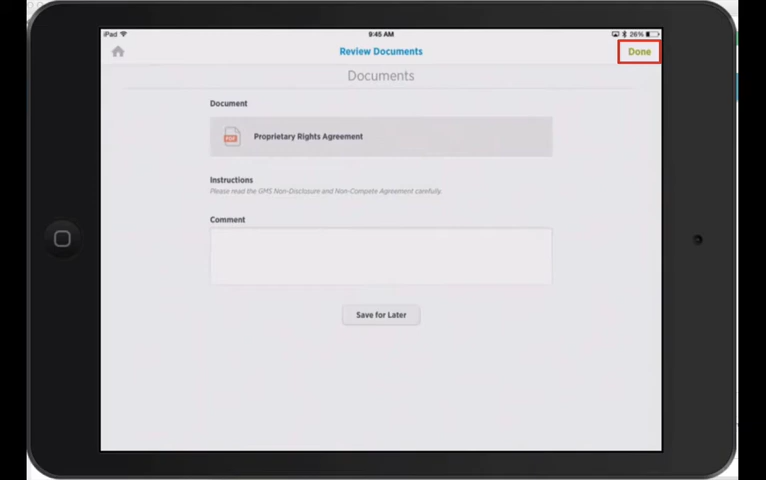 iPad 9:45 AM 26%
Review Documents Done
Documents
Document
PDF Proprietary Rights Agreement
Instructions
Please read the GMS Non-Disclosure and Non-Compete Agreement carefully.
Comment
Save for Later